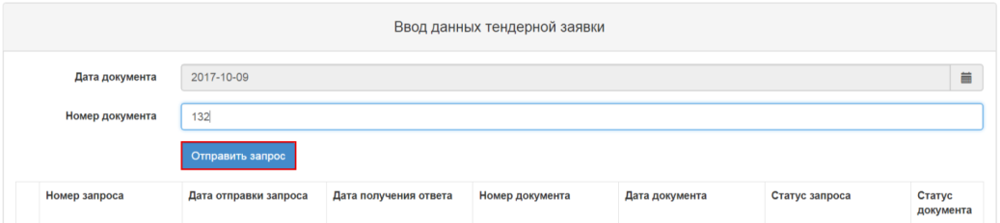 Ввод данных тендерной заявки
Дата документа 2017-10-09
Номер документа 132
Отправить запрос
Номер запроса Дата отправки запроса Дата получения ответа Номер документа Дата документа Статус запроса Статус документа